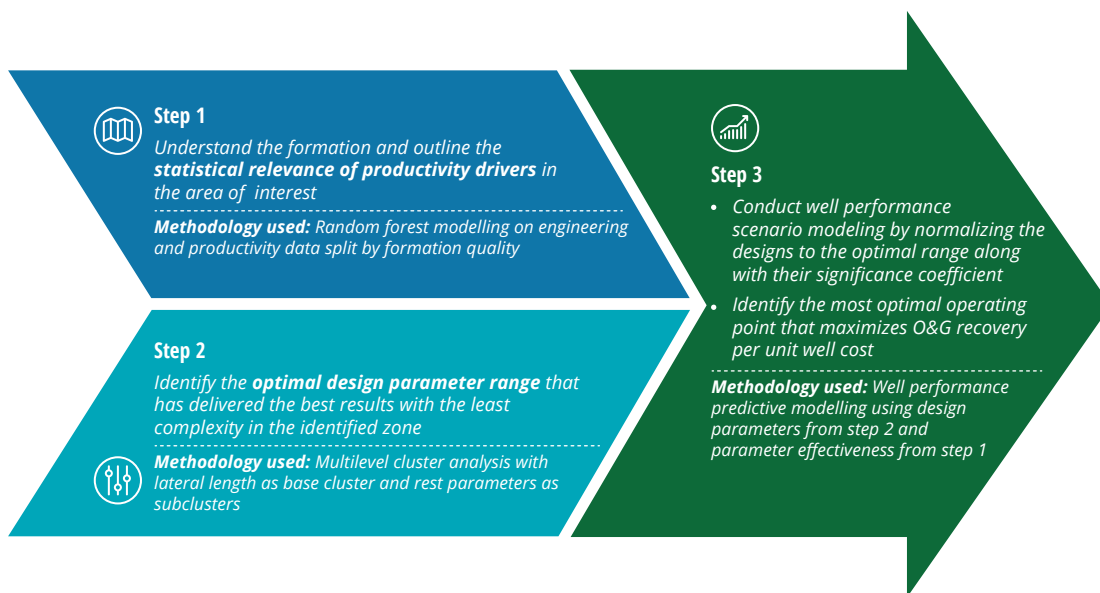 Step 1
Understand the formation and outline the
statistical relevance of productivity drivers in
the area of interest
Methodology used: Random forest modelling on engineering
and productivity data split by formation quality
Step 2
Identify the optimal design parameter range that
has delivered the best results with the least
complexity in the identified zone
Methodology used: Multilevel cluster analysis with
lateral length as base cluster and rest parameters as
subclusters
Step 3
• Conduct well performance
scenario modeling by normalizing the
designs to the optimal range along
with their significance coefficient
• Identify the most optimal operating
point that maximizes O&G recovery
per unit well cost
Methodology used: Well performance
predictive modelling using design
parameters from step 2 and
parameter effectiveness from step 1